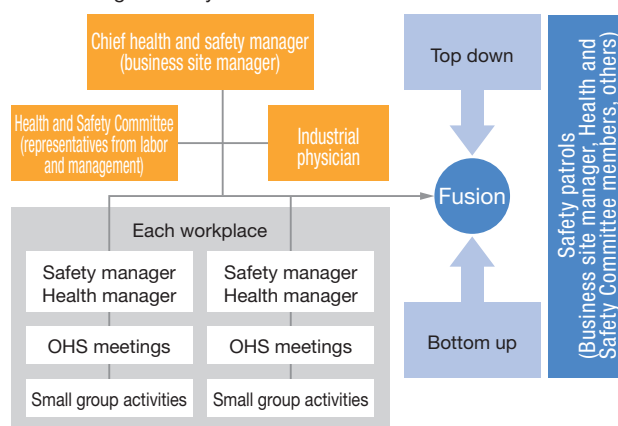 Chief health and safety manager
(business site manager)
Health and Safety Committee
(representatives from labor
and management)
Industrial
physician
Top down
Fusion
Bottom up
Each workplace
Safety manager
Health manager
OHS meetings
Small group activities
Safety manager
Health manager
OHS meetings
Small group activities
Safety patrols
(Business site manager, Health and
Safety Committee members, others)